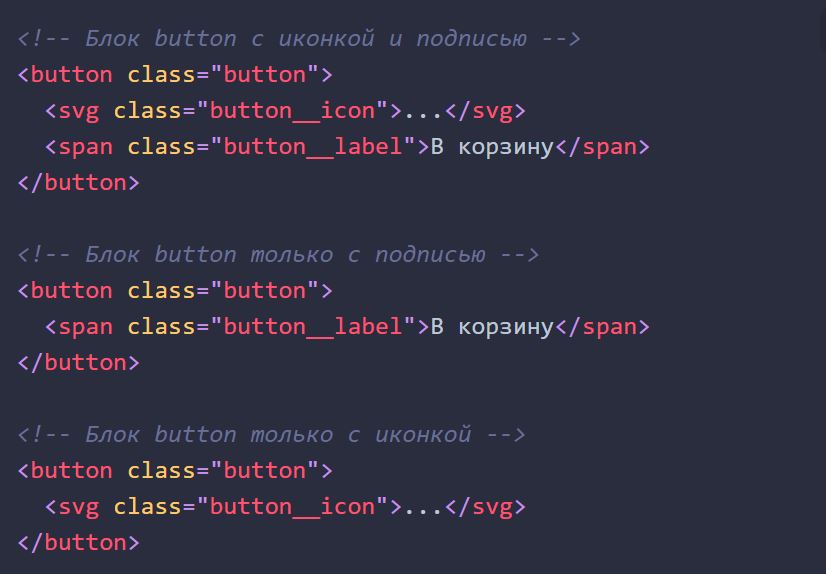 <!-- Блок button с иконкой и подписью -->
<button class="button">
  <svg class="button__icon">...</svg>
  <span class="button__label">В корзину</span>
</button>

<!-- Блок button только с подписью -->
<button class="button">
  <span class="button__label">В корзину</span>
</button>

<!-- Блок button только с иконкой -->
<button class="button">
  <svg class="button__icon">...</svg>
</button>